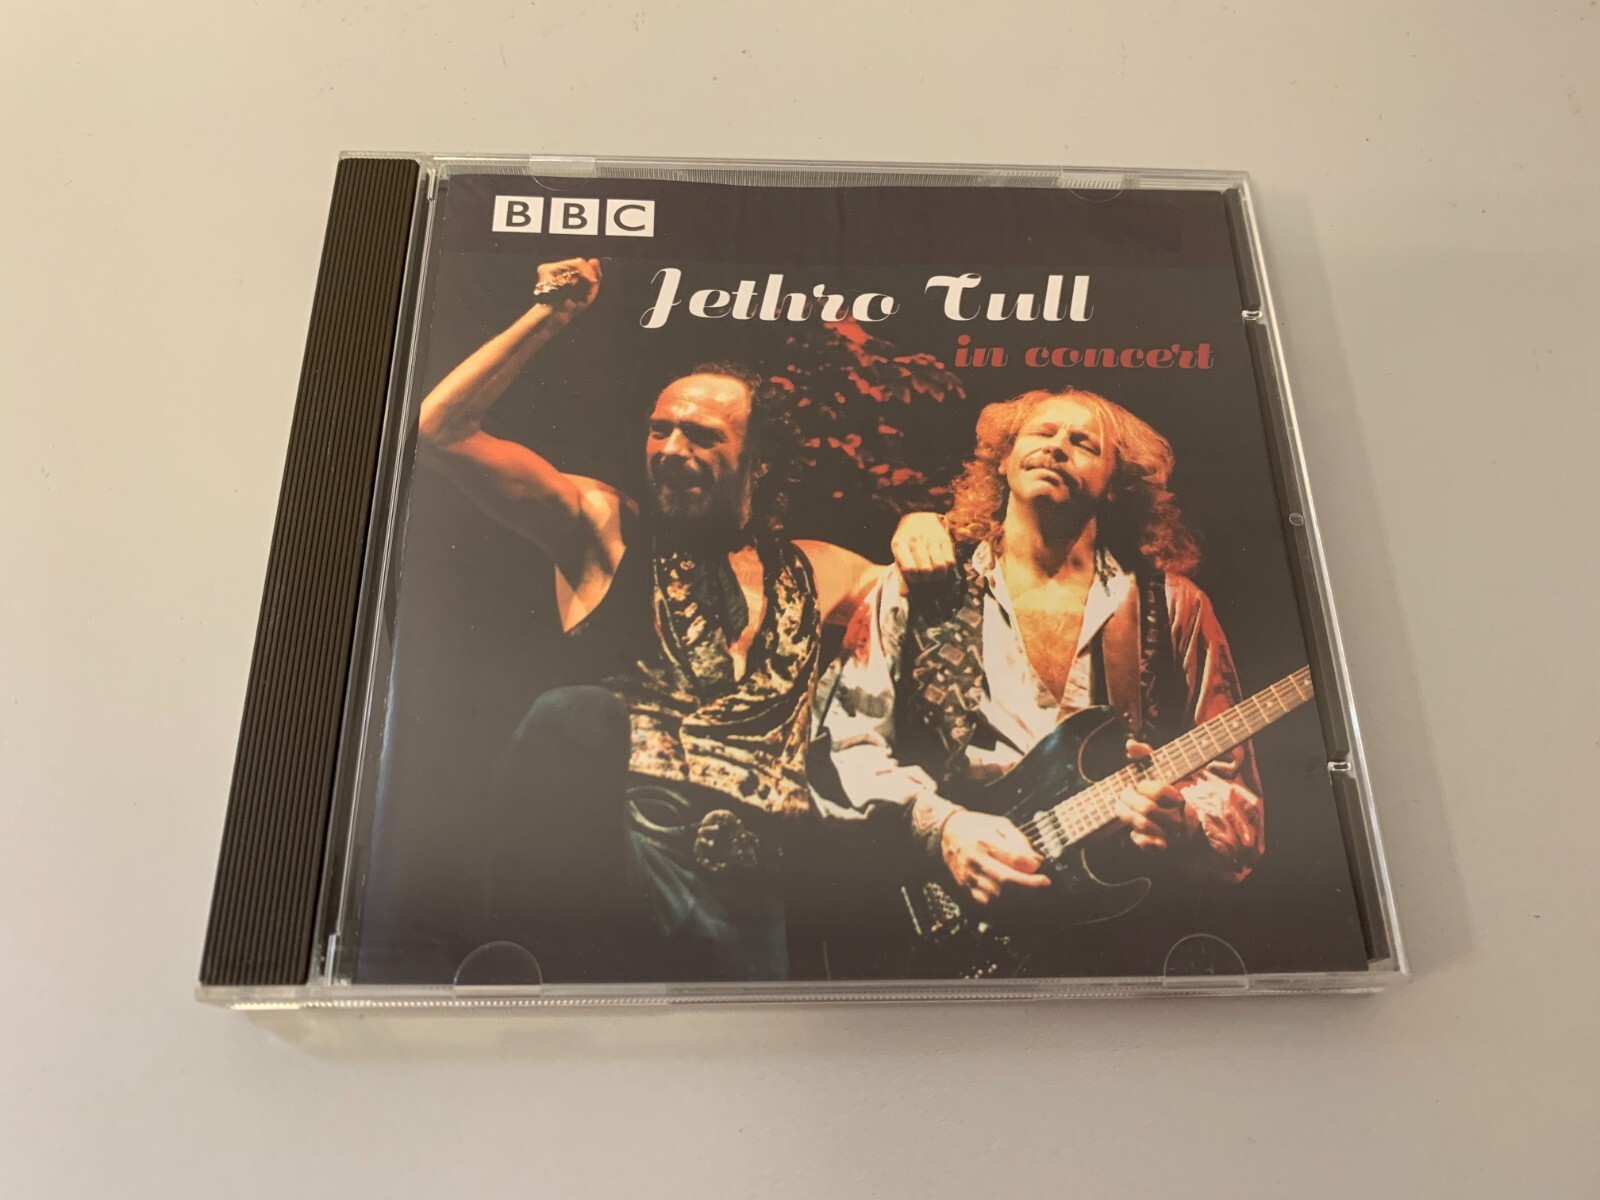 BBC
Jethro Tull
in concert